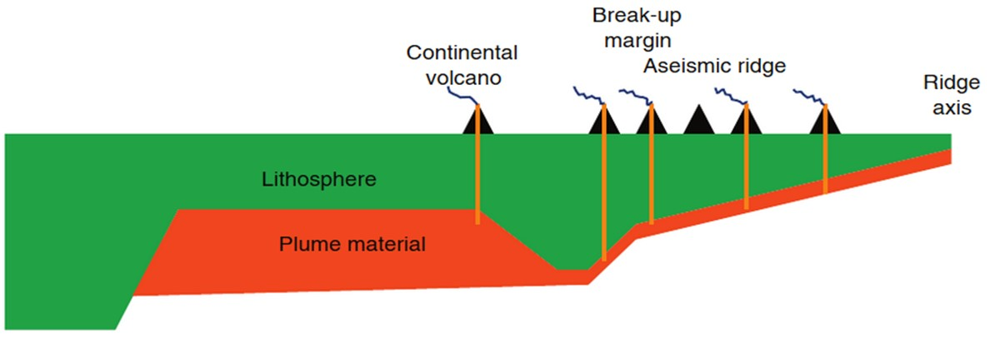 Break-up
margin
Continental
volcano
Aseismic ridge
Ridge
axis
Lithosphere
Plume material